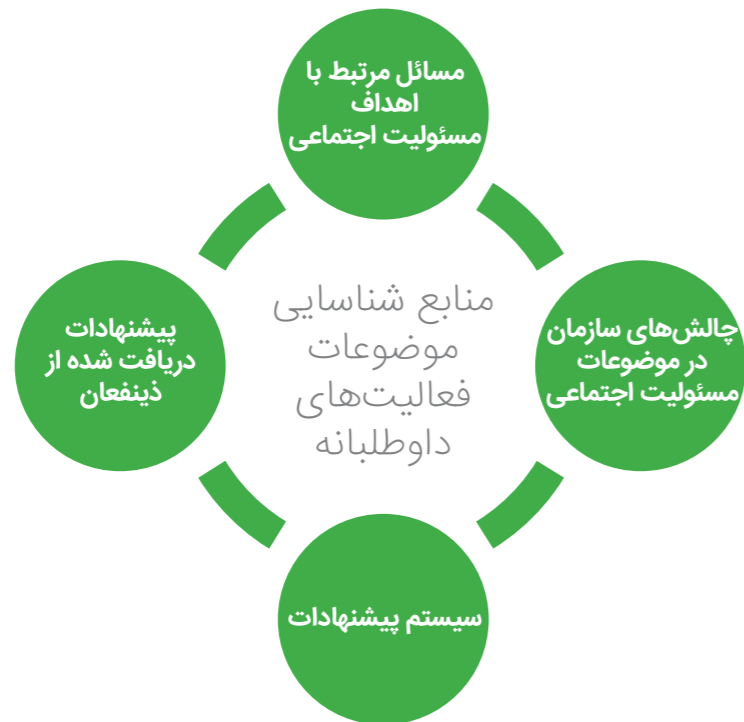 مسائل مرتبط با
اهداف
مسئولیت اجتماعی
چالش‌های سازمان
در موضوعات
مسئولیت اجتماعی
منابع شناسایی
موضوعات
فعالیت‌های
داوطلبانه
پیشنهادات
دریافت شده از
ذینفعان
سیستم پیشنهادات